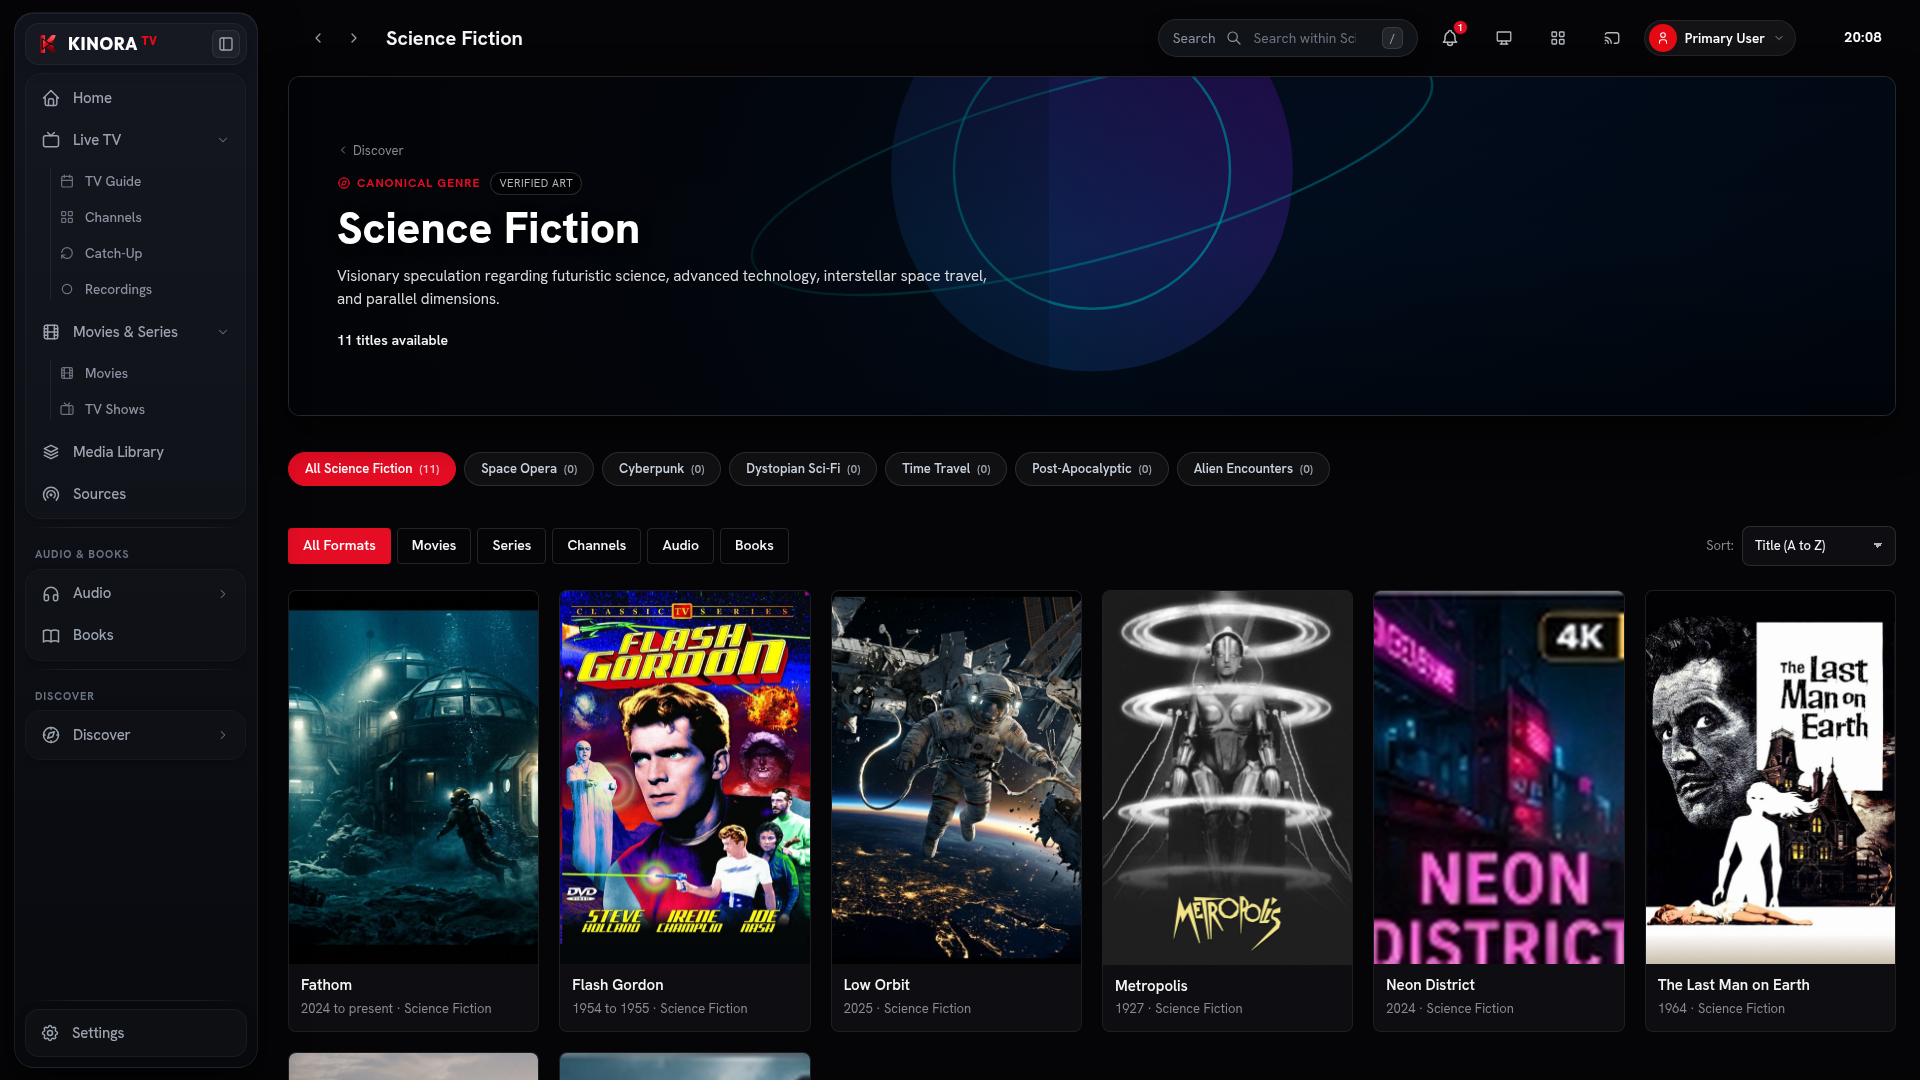 KINORA TV
Home
Live TV
TV Guide
Channels
Catch-Up
Recordings
Movies & Series
Movies
TV Shows
Media Library
Sources
AUDIO & BOOKS
Audio
Books
DISCOVER
Discover
Settings
Science Fiction
Search
Search within Sci
/
1
Primary User
20:08
Discover
CANONICAL GENRE
VERIFIED ART
Science Fiction
Visionary speculation regarding futuristic science, advanced technology, interstellar space travel,
and parallel dimensions.
11 titles available
All Science Fiction (11)
Space Opera (0)
Cyberpunk (0)
Dystopian Sci-Fi (0)
Time Travel (0)
Post-Apocalyptic (0)
Alien Encounters (0)
All Formats
Movies
Series
Channels
Audio
Books
Sort:
Title (A to Z)
CLASSIC TV SERIES
FLASH
GORDON
DVD
VIDEO
STEVE HOLLAND
IRENE CHAMPLIN
JOE NASH
METROPOLIS
4K
NEON
DISTRICT
The Last
Man on
Earth
Fathom
2024 to present · Science Fiction
Flash Gordon
1954 to 1955 · Science Fiction
Low Orbit
2025 · Science Fiction
Metropolis
1927 · Science Fiction
Neon District
2024 · Science Fiction
The Last Man on Earth
1964 · Science Fiction